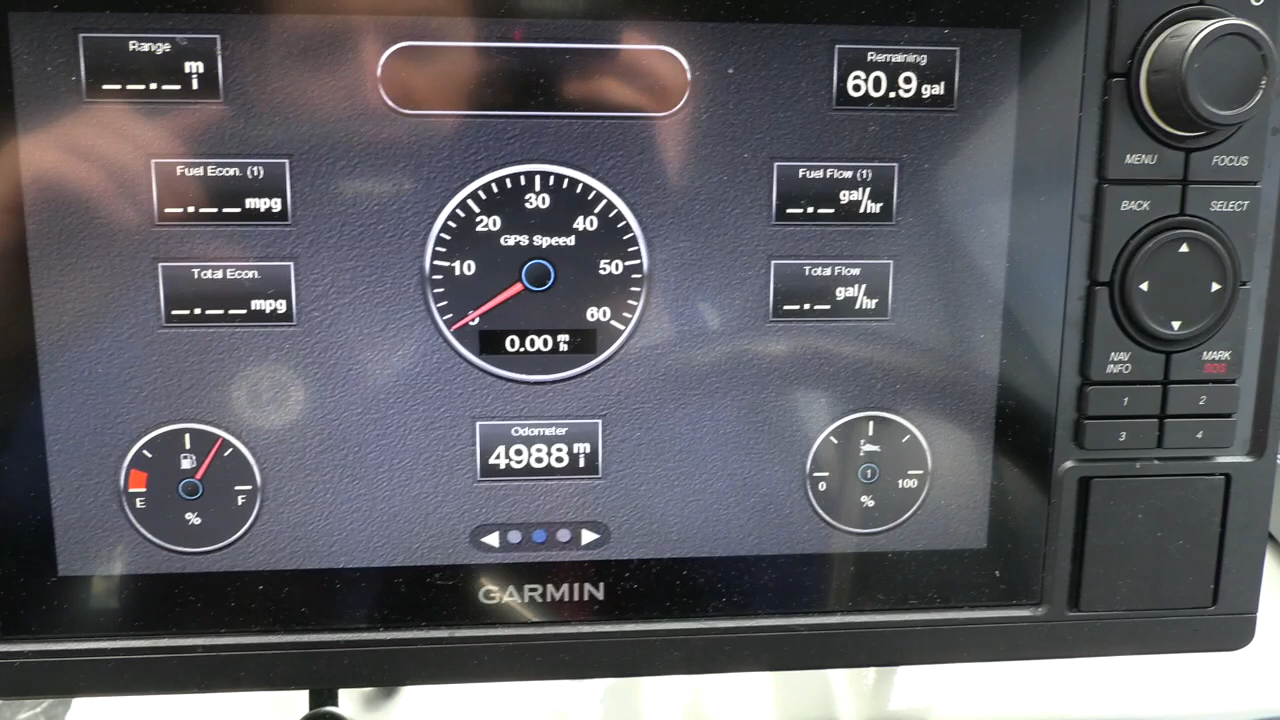 Range
__._ mi
Remaining
60.9 gal
Fuel Econ. (1)
_.__ mpg
Fuel Flow (1)
_._ gal/hr
Total Econ.
_.__ mpg
Total Flow
_._ gal/hr
10 20 30 40 50 60
GPS Speed
0.00 mh
Odometer
4988 mi
E F
%
1
0 100
%
GARMIN
MENU FOCUS
BACK SELECT
NAV INFO
MARK SOS
1 2
3 4